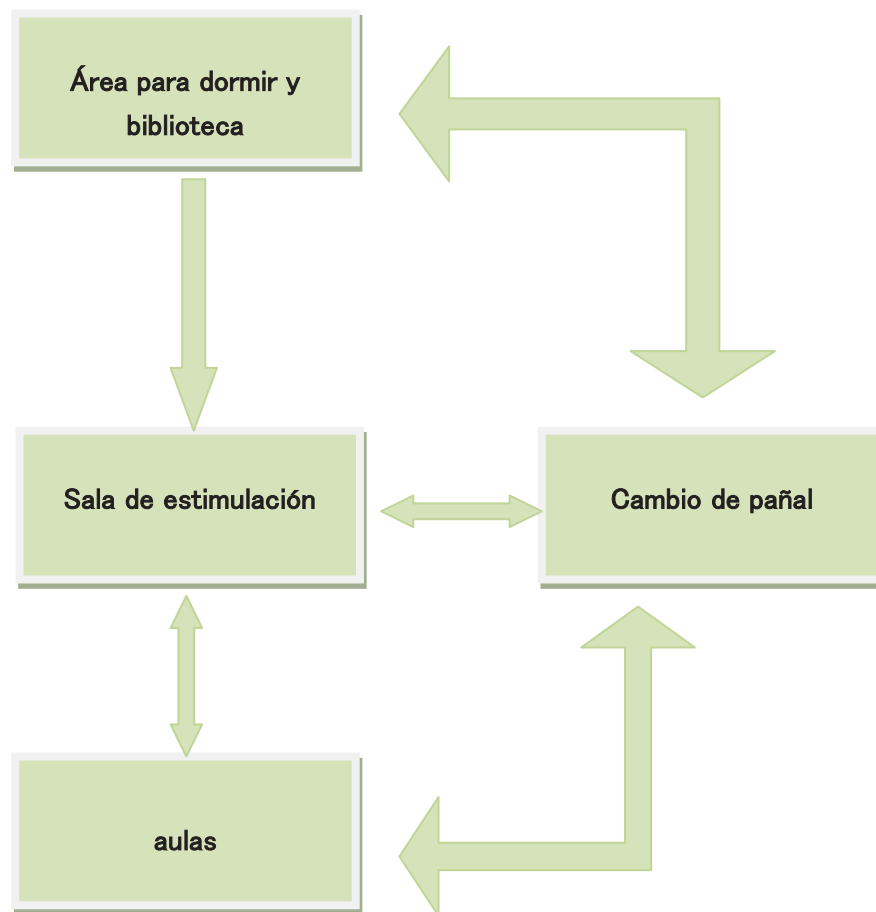 Área para dormir y
biblioteca
Sala de estimulación
Cambio de pañal
aulas